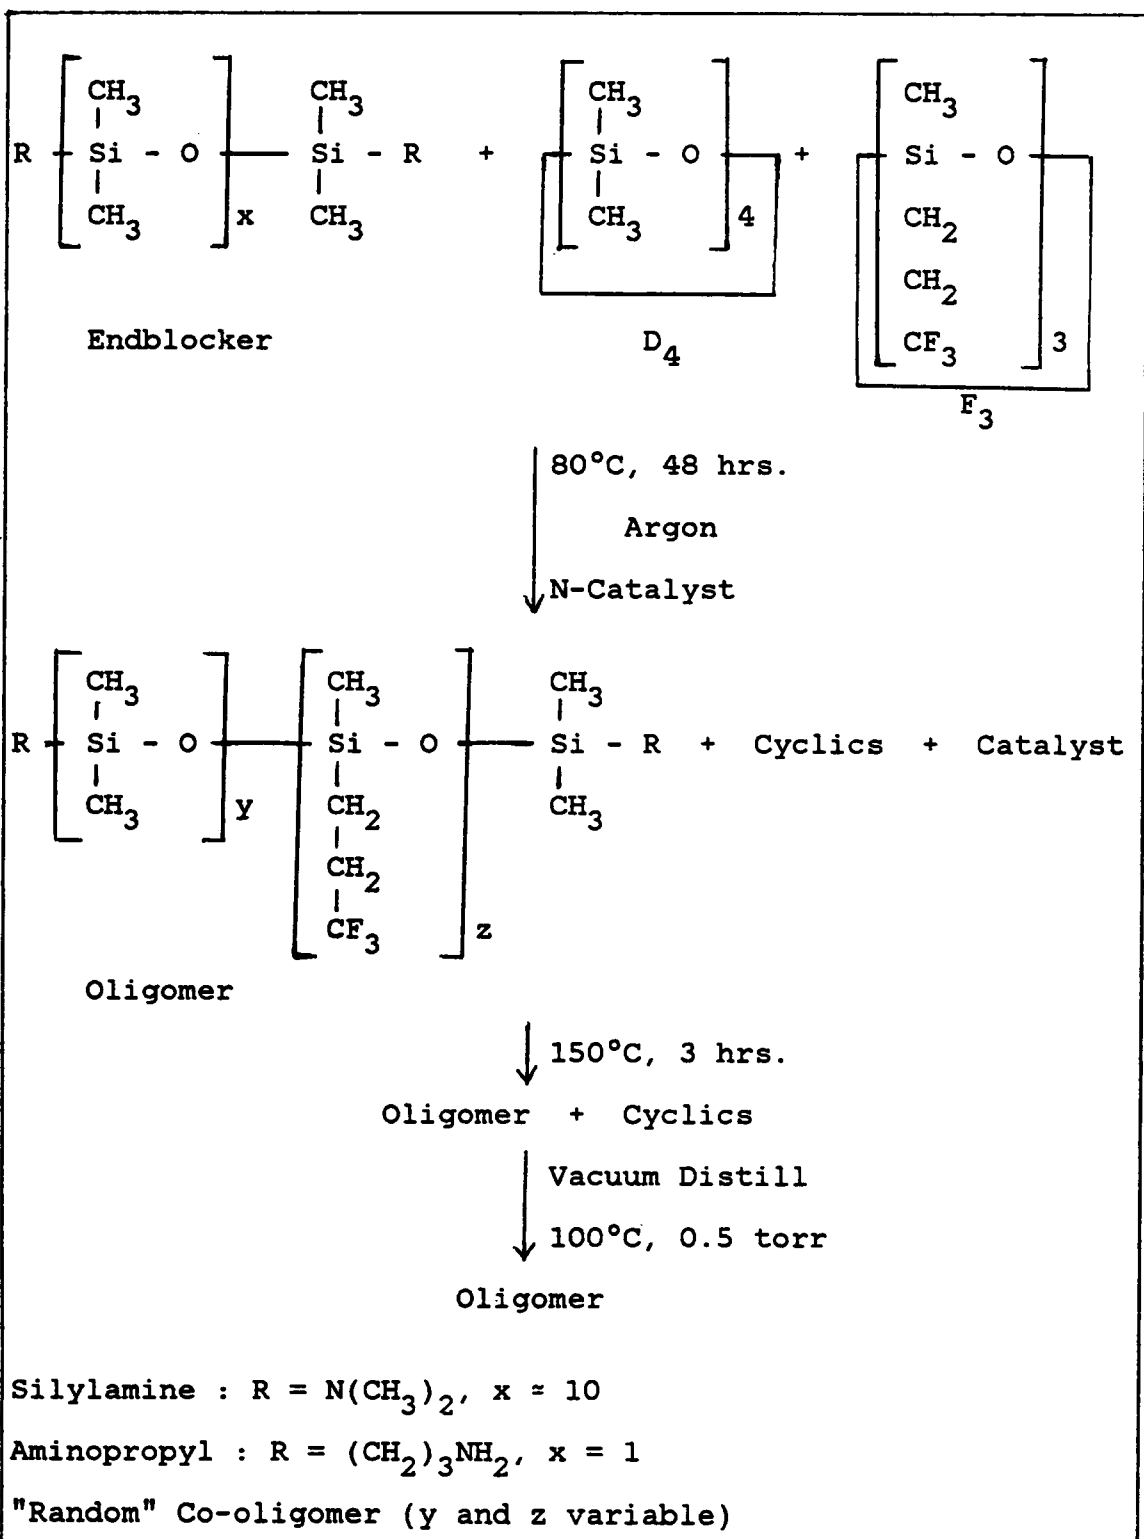 CH3 CH3 CH3 CH3
R Si - O Si - R + Si - O + Si - O
CH3 x CH3 CH3 4 CH2
CH2
Endblocker D4 CF3 3
F3
80°C, 48 hrs.
Argon
N-Catalyst
CH3 CH3 CH3
R Si - O Si - O Si - R + Cyclics + Catalyst
CH3 y CH2 CH3
CH2
CF3 z
Oligomer
150°C, 3 hrs.
Oligomer + Cyclics
Vacuum Distill
100°C, 0.5 torr
Oligomer
Silylamine : R = N(CH3)2, x ≃ 10
Aminopropyl : R = (CH2)3NH2, x = 1
"Random" Co-oligomer (y and z variable)